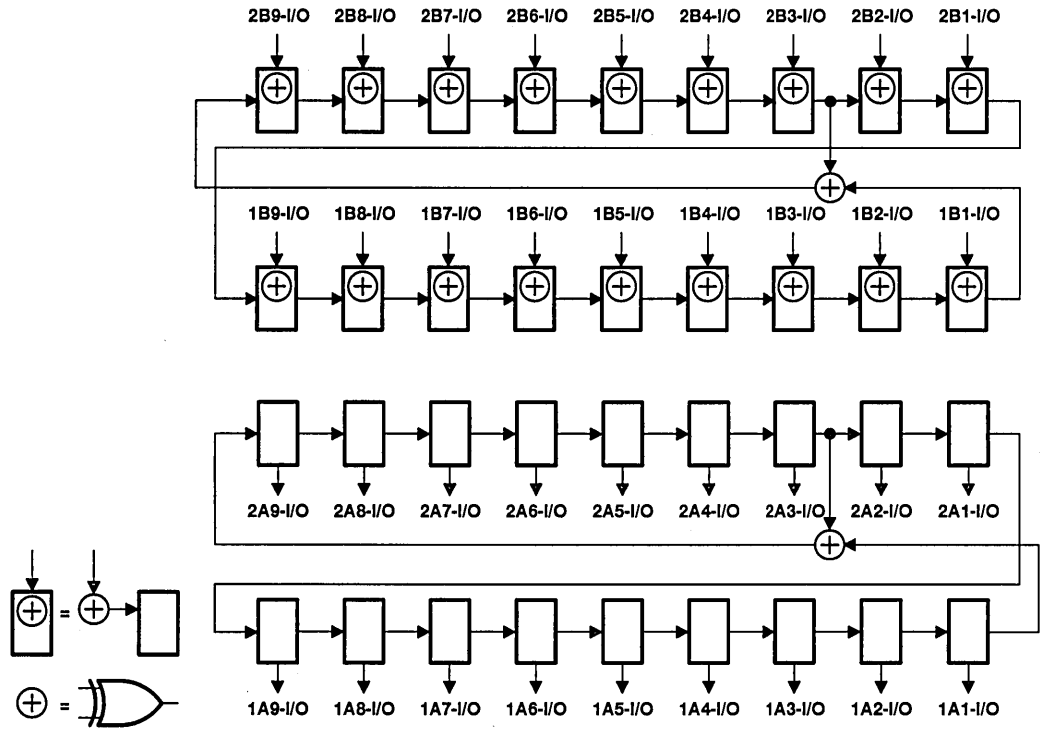 2B9-I/O 2B8-I/O 2B7-I/O 2B6-I/O 2B5-I/O 2B4-I/O 2B3-I/O 2B2-I/O 2B1-I/O
1B9-I/O 1B8-I/O 1B7-I/O 1B6-I/O 1B5-I/O 1B4-I/O 1B3-I/O 1B2-I/O 1B1-I/O
2A9-I/O 2A8-I/O 2A7-I/O 2A6-I/O 2A5-I/O 2A4-I/O 2A3-I/O 2A2-I/O 2A1-I/O
=
=
1A9-I/O 1A8-I/O 1A7-I/O 1A6-I/O 1A5-I/O 1A4-I/O 1A3-I/O 1A2-I/O 1A1-I/O